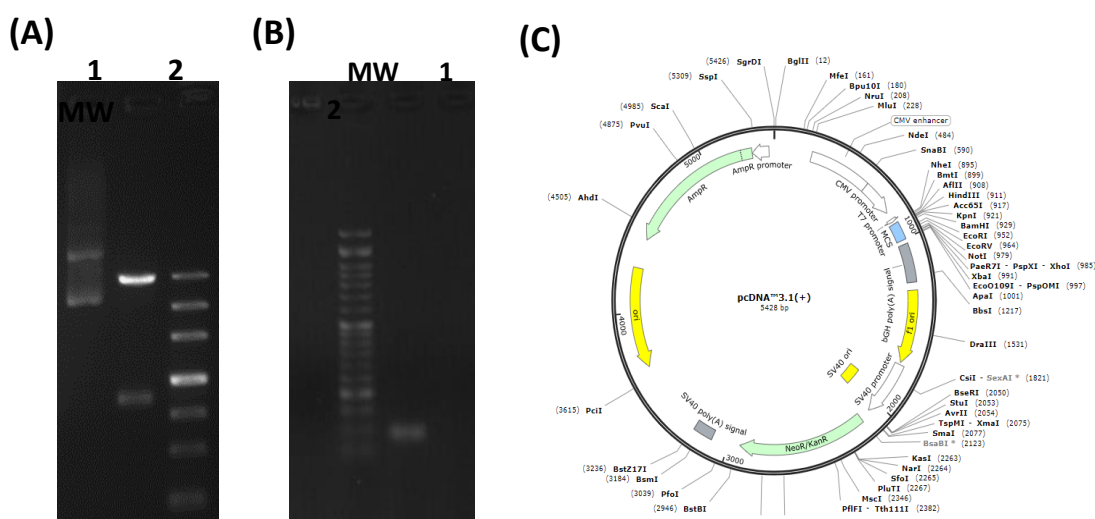 (A)
1 2
MW
(B)
MW 1
2
(C)
(5426) SgrDI
BglII (12)
(5309) SspI
MfeI (161)
Bpu10I (180)
NruI (208)
MluI (228)
(4985) ScaI
(4875) PvuI
CMV enhancer
NdeI (484)
SnaBI (590)
NheI (895)
BmtI (899)
AflII (908)
HindIII (911)
Acc65I (917)
KpnI (921)
BamHI (929)
EcoRI (952)
EcoRV (964)
NotI (979)
PaeR7I - PspXI - XhoI (985)
XbaI (991)
EcoO109I - PspOMI (997)
ApaI (1001)
BbsI (1217)
DraIII (1531)
CsiI - SexAI * (1821)
BseRI (2050)
StuI (2053)
AvrII (2054)
TspMI - XmaI (2075)
SmaI (2077)
BsaBI * (2123)
KasI (2263)
NarI (2264)
SfoI (2265)
PluTI (2267)
MscI (2346)
PflFI - Tth111I (2382)
(2946) BstBI
(3039) PfoI
(3184) BsmI
(3236) BstZ17I
(3615) PciI
(4505) AhdI
5000
1000
2000
3000
4000
AmpR promoter
AmpR
CMV promoter
T7 promoter
MCS
bGH poly(A) signal
f1 ori
SV40 promoter
SV40 ori
NeoR/KanR
SV40 poly(A) signal
ori
pcDNA™3.1(+)
5428 bp